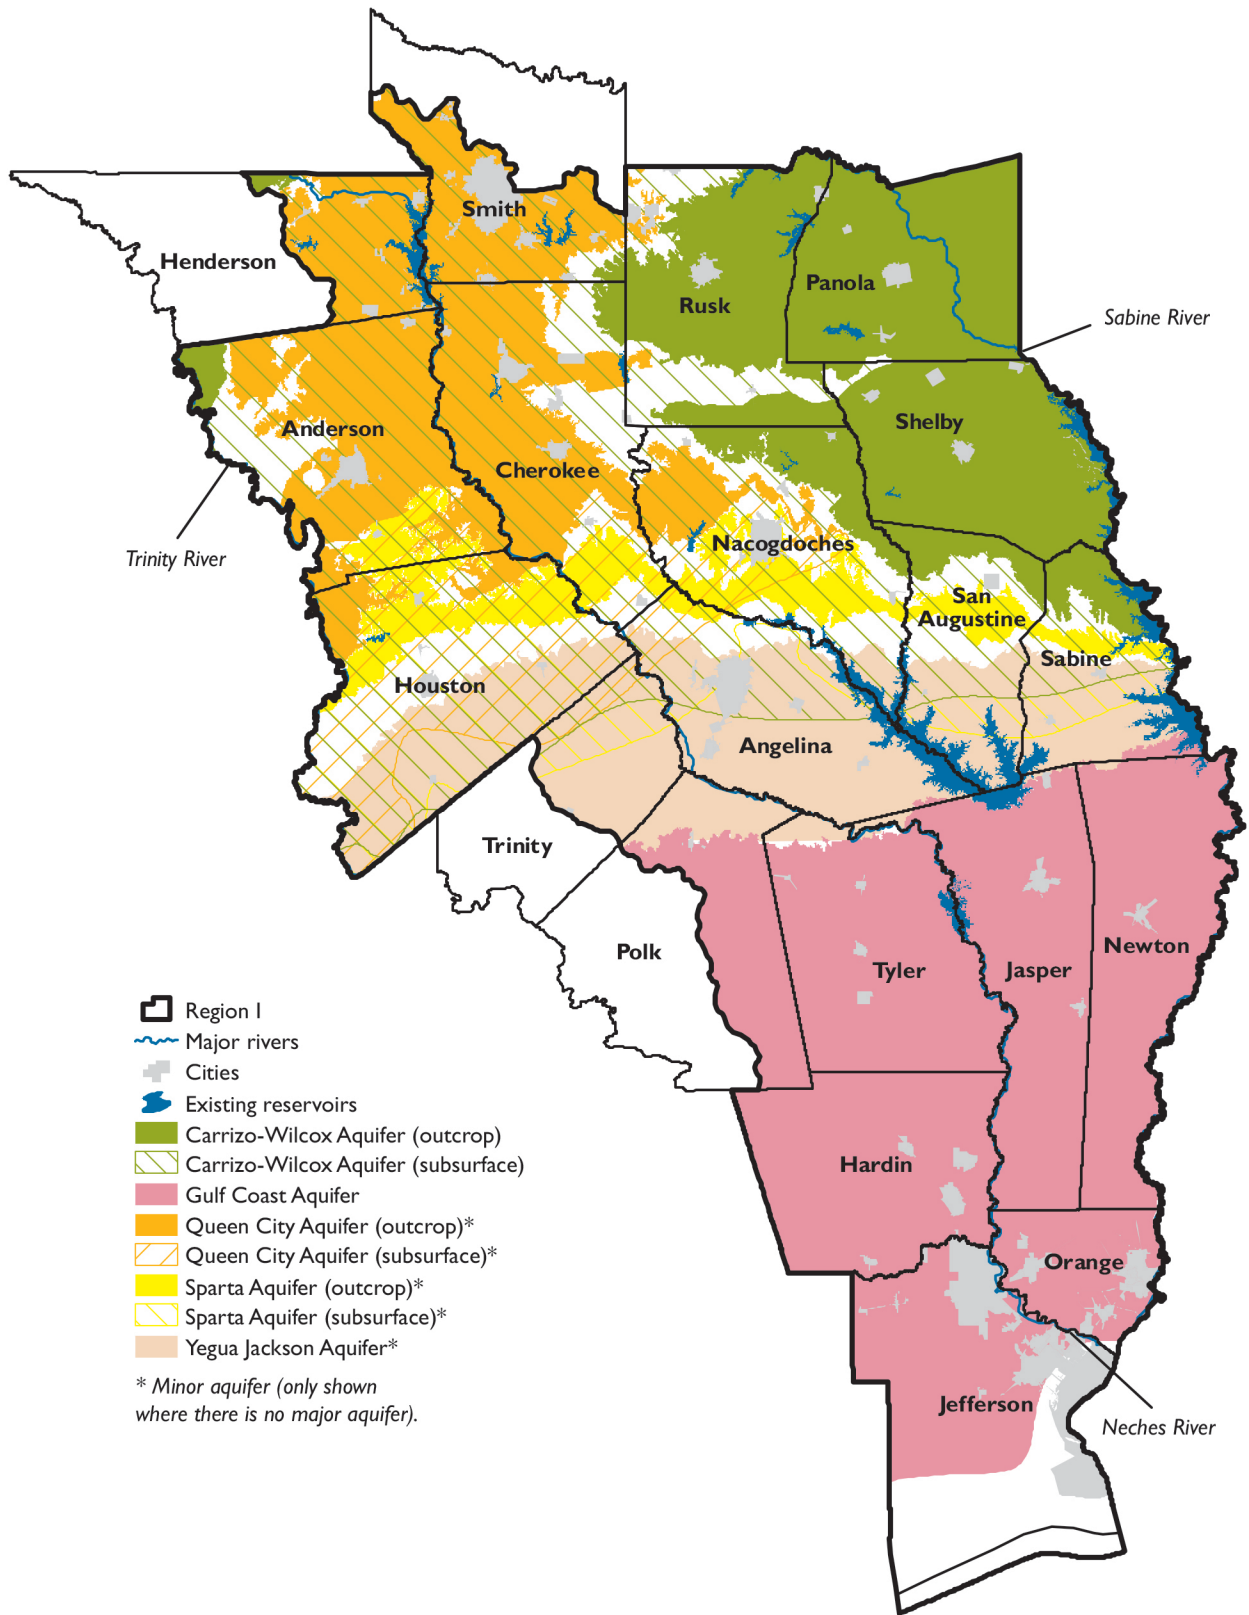 Smith
Henderson
Rusk
Panola
Sabine River
Anderson
Shelby
Cherokee
Trinity River
Nacogdoches
San
Augustine
Sabine
Houston
Angelina
Trinity
Polk
Tyler
Jasper
Newton
Region I
Major rivers
Cities
Existing reservoirs
Carrizo-Wilcox Aquifer (outcrop)
Carrizo-Wilcox Aquifer (subsurface)
Gulf Coast Aquifer
Queen City Aquifer (outcrop)*
Queen City Aquifer (subsurface)*
Sparta Aquifer (outcrop)*
Sparta Aquifer (subsurface)*
Yegua Jackson Aquifer*
* Minor aquifer (only shown
where there is no major aquifer).
Hardin
Orange
Jefferson
Neches River